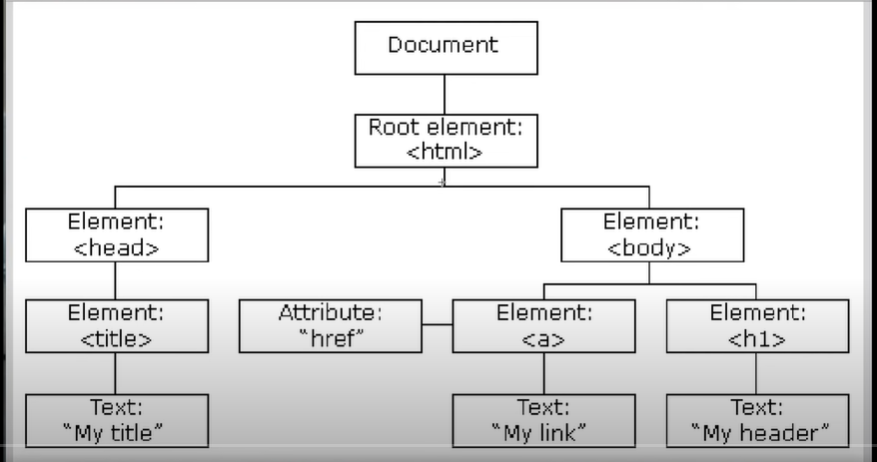 Document
Root element:
<html>
Element:
<head>
Element:
<body>
Element:
<title>
Attribute:
“href”
Element:
<a>
Element:
<h1>
Text:
“My title”
Text:
“My link”
Text:
“My header”